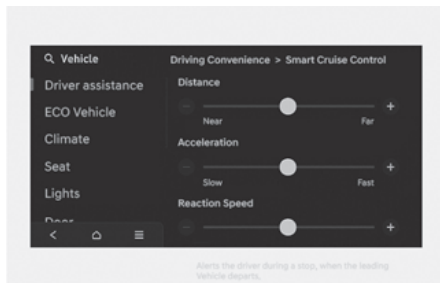 Vehicle
Driver assistance
ECO Vehicle
Climate
Seat
Lights
Door
Driving Convenience > Smart Cruise Control
Distance
- +
Near Far
Acceleration
- +
Slow Fast
Reaction Speed
- +
Alerts the driver during a stop, when the leading
Vehicle departs.